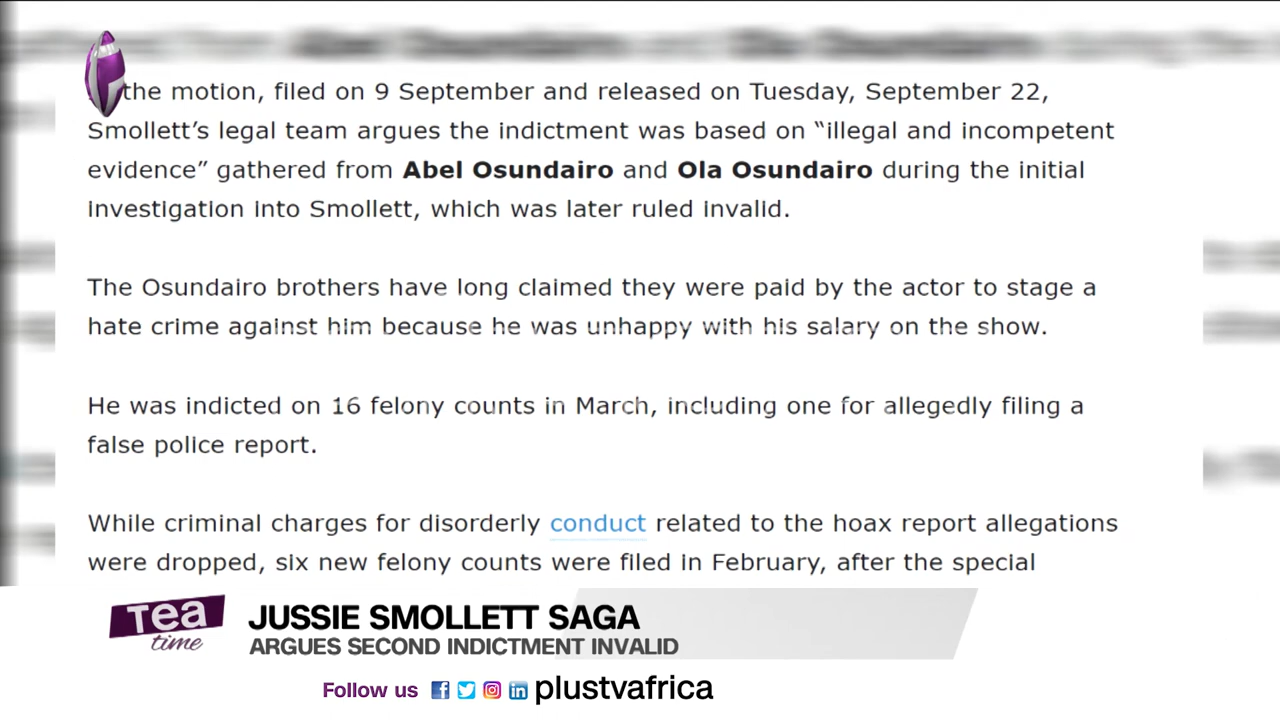 the motion, filed on 9 September and released on Tuesday, September 22,
Smollett's legal team argues the indictment was based on “illegal and incompetent
evidence” gathered from Abel Osundairo and Ola Osundairo during the initial
investigation into Smollett, which was later ruled invalid.
The Osundairo brothers have long claimed they were paid by the actor to stage a
hate crime against him because he was unhappy with his salary on the show.
He was indicted on 16 felony counts in March, including one for allegedly filing a
false police report.
While criminal charges for disorderly conduct related to the hoax report allegations
were dropped, six new felony counts were filed in February, after the special
Tea
time
JUSSIE SMOLLETT SAGA
ARGUES SECOND INDICTMENT INVALID
Follow us plustvafrica